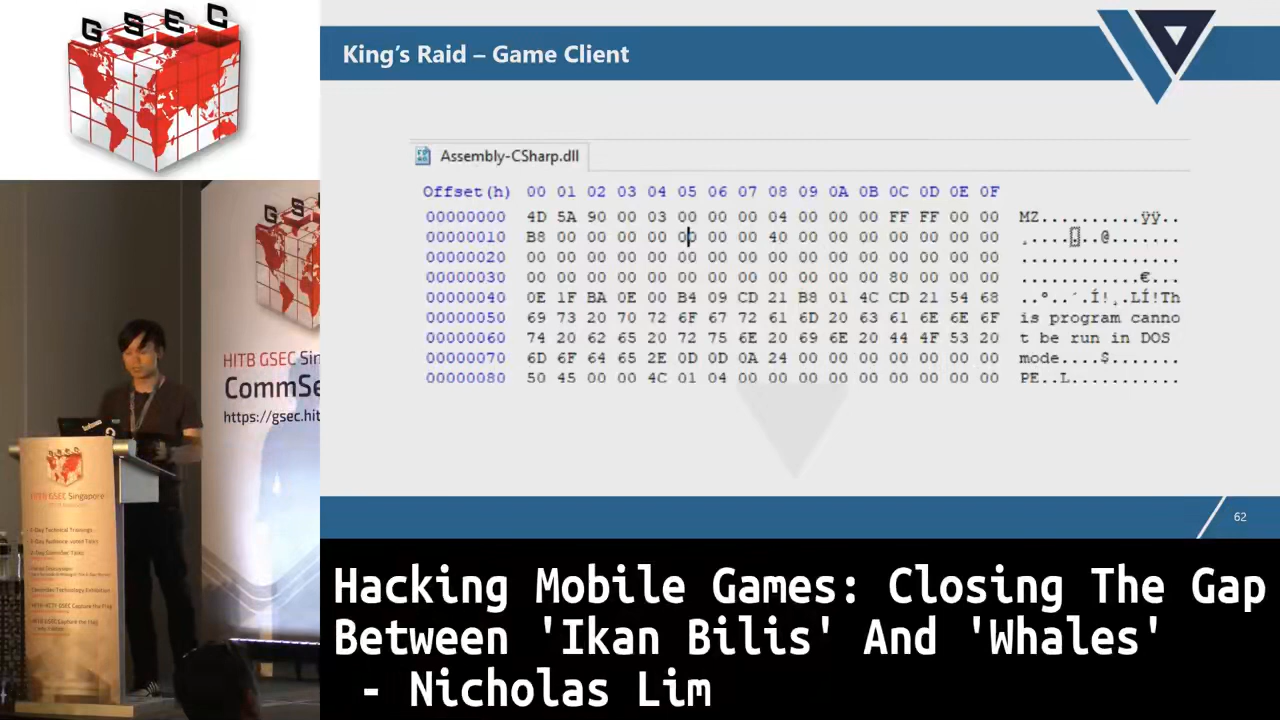 GSEC
King's Raid – Game Client
Assembly-CSharp.dll
Offset(h) 00 01 02 03 04 05 06 07 08 09 0A 0B 0C 0D 0E 0F
00000000 4D 5A 90 00 03 00 00 00 04 00 00 00 FF FF 00 00 MZ..........ÿÿ..
00000010 B8 00 00 00 00 00 00 00 40 00 00 00 00 00 00 00 ¸.......@.......
00000020 00 00 00 00 00 00 00 00 00 00 00 00 00 00 00 00 ................
00000030 00 00 00 00 00 00 00 00 00 00 00 00 80 00 00 00 ............€...
00000040 0E 1F BA 0E 00 B4 09 CD 21 B8 01 4C CD 21 54 68 ..º..´.Í!¸.LÍ!Th
00000050 69 73 20 70 72 6F 67 72 61 6D 20 63 61 6E 6E 6F is program canno
00000060 74 20 62 65 20 72 75 6E 20 69 6E 20 44 4F 53 20 t be run in DOS
00000070 6D 6F 64 65 2E 0D 0D 0A 24 00 00 00 00 00 00 00 mode....$.......
00000080 50 45 00 00 4C 01 04 00 00 00 00 00 00 00 00 00 PE..L...........
62
GS
HITB GSEC Sin
CommSe
https://gsec.hit
GSEC
HITB GSEC Singapore
Hacking Mobile Games: Closing The Gap
Between 'Ikan Bilis' And 'Whales'
- Nicholas Lim